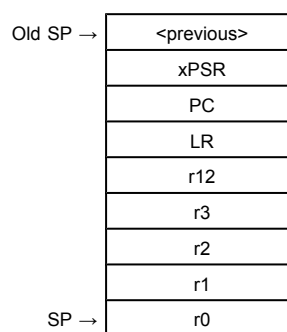 Old SP → <previous>
xPSR
PC
LR
r12
r3
r2
r1
SP → r0